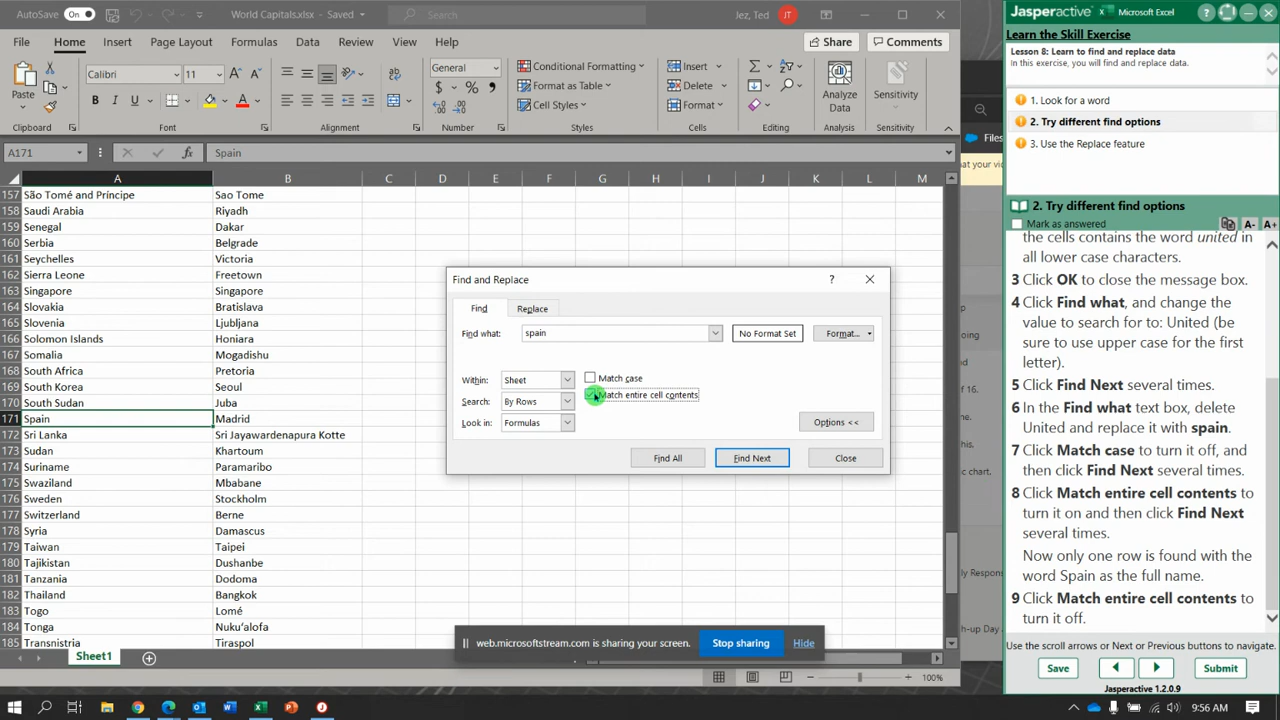 AutoSave On World Capitals.xlsx - Saved Search Jez, Ted JT
File Home Insert Page Layout Formulas Data Review View Help Share Comments
Paste Clipboard
Calibri 11 A A B I U A Font
ab Alignment
General $ % , Number
Conditional Formatting Format as Table Cell Styles Styles
Insert Delete Format Cells
Editing
Analyze Data
Sensitivity Sensitivity
A171 fx Spain
A B C D E F G H I J K L M
157 São Tomé and Príncipe Sao Tome
158 Saudi Arabia Riyadh
159 Senegal Dakar
160 Serbia Belgrade
161 Seychelles Victoria
162 Sierra Leone Freetown
163 Singapore Singapore
164 Slovakia Bratislava
165 Slovenia Ljubljana
166 Solomon Islands Honiara
167 Somalia Mogadishu
168 South Africa Pretoria
169 South Korea Seoul
170 South Sudan Juba
171 Spain Madrid
172 Sri Lanka Sri Jayawardenapura Kotte
173 Sudan Khartoum
174 Suriname Paramaribo
175 Swaziland Mbabane
176 Sweden Stockholm
177 Switzerland Berne
178 Syria Damascus
179 Taiwan Taipei
180 Tajikistan Dushanbe
181 Tanzania Dodoma
182 Thailand Bangkok
183 Togo Lomé
184 Tonga Nukuʻalofa
185 Transnistria Tiraspol
Sheet1
100%
Find and Replace ?
Find Replace
Find what: spain No Format Set Format...
Within: Sheet Match case
Search: By Rows Match entire cell contents
Look in: Formulas Options <<
Find All Find Next Close
web.microsoftstream.com is sharing your screen. Stop sharing Hide
Files
at your vi
of 16.
this.
c chart.
ly Respon
h-up Day
Jasperactive Microsoft Excel ?
Learn the Skill Exercise
Lesson 8: Learn to find and replace data
In this exercise, you will find and replace data.
1. Look for a word
2. Try different find options
3. Use the Replace feature
2. Try different find options
Mark as answered A- A+
the cells contains the word united in
all lower case characters.
3 Click OK to close the message box.
4 Click Find what, and change the
value to search for to: United (be
sure to use upper case for the first
letter).
5 Click Find Next several times.
6 In the Find what text box, delete
United and replace it with spain.
7 Click Match case to turn it off, and
then click Find Next several times.
8 Click Match entire cell contents to
turn it on and then click Find Next
several times.
Now only one row is found with the
word Spain as the full name.
9 Click Match entire cell contents to
turn it off.
Use the scroll arrows or Next or Previous buttons to navigate.
Save Submit
Jasperactive 1.2.0.9
9:56 AM